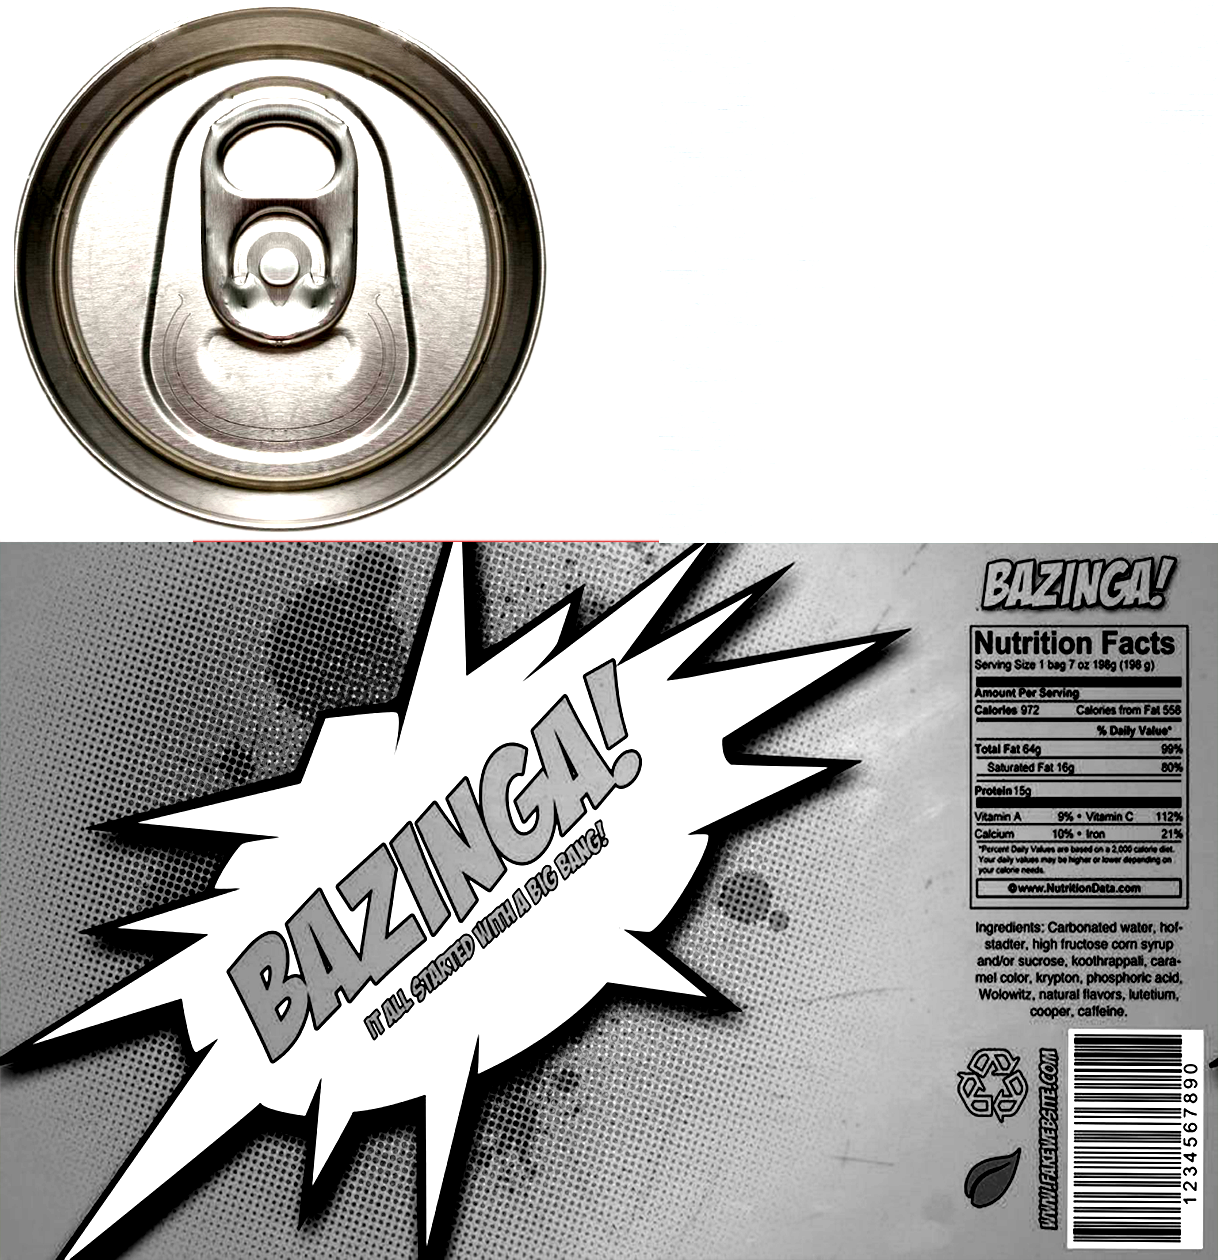 BAZINGA!
IT ALL STARTED WITH A BIG BANG!
BAZINGA!
Nutrition Facts
Serving Size 1 bag 7 oz 198g (198 g)
Amount Per Serving
Calories 972 Calories from Fat 558
% Daily Value*
Total Fat 64g 99%
Saturated Fat 16g 80%
Protein 15g
Vitamin A 9% • Vitamin C 112%
Calcium 10% • Iron 21%
*Percent Daily Values are based on a 2,000 calorie diet.
Your daily values may be higher or lower depending on
your calorie needs.
©www.NutritionData.com
Ingredients: Carbonated water, hof-
stadter, high fructose corn syrup
and/or sucrose, koothrappali, cara-
mel color, krypton, phosphoric acid,
Wolowitz, natural flavors, lutetium,
cooper, caffeine.
WWW.FAKEWEBSITE.COM
1234567890